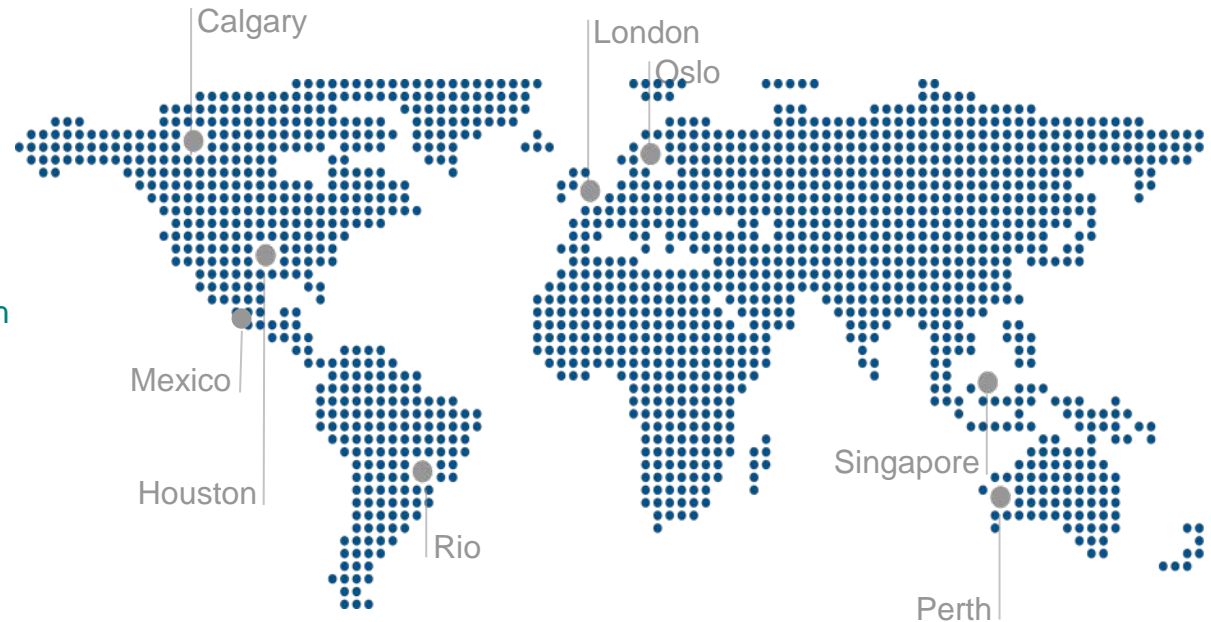 Calgary
London
Oslo
n
Mexico
Singapore
Houston
Rio
Perth